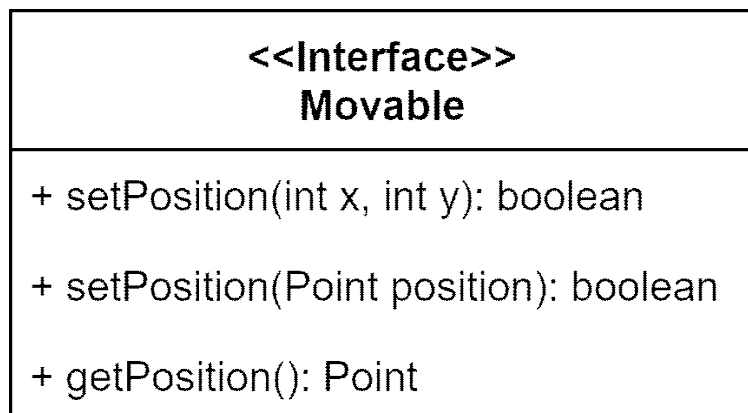 <<Interface>>
Movable
+ setPosition(int x, int y): boolean
+ setPosition(Point position): boolean
+ getPosition(): Point